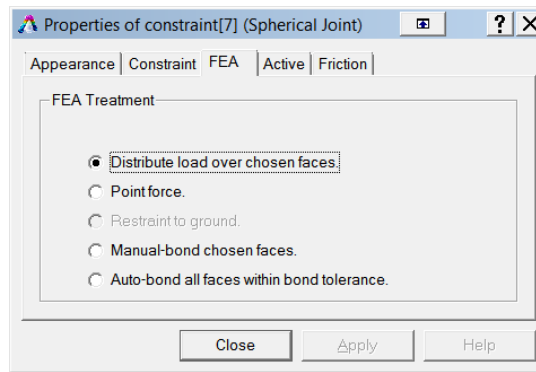 Properties of constraint[7] (Spherical Joint)
?
Appearance Constraint FEA Active Friction
FEA Treatment
Distribute load over chosen faces.
Point force.
Restraint to ground.
Manual-bond chosen faces.
Auto-bond all faces within bond tolerance.
Close Apply Help